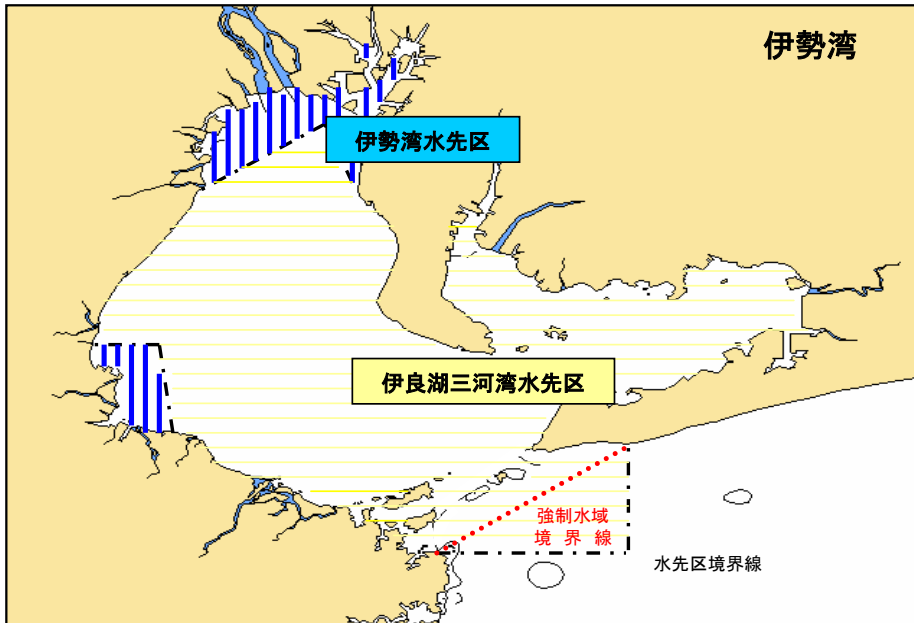 伊勢湾
伊勢湾水先区
伊良湖三河湾水先区
強制水域
境界線
水先区境界線